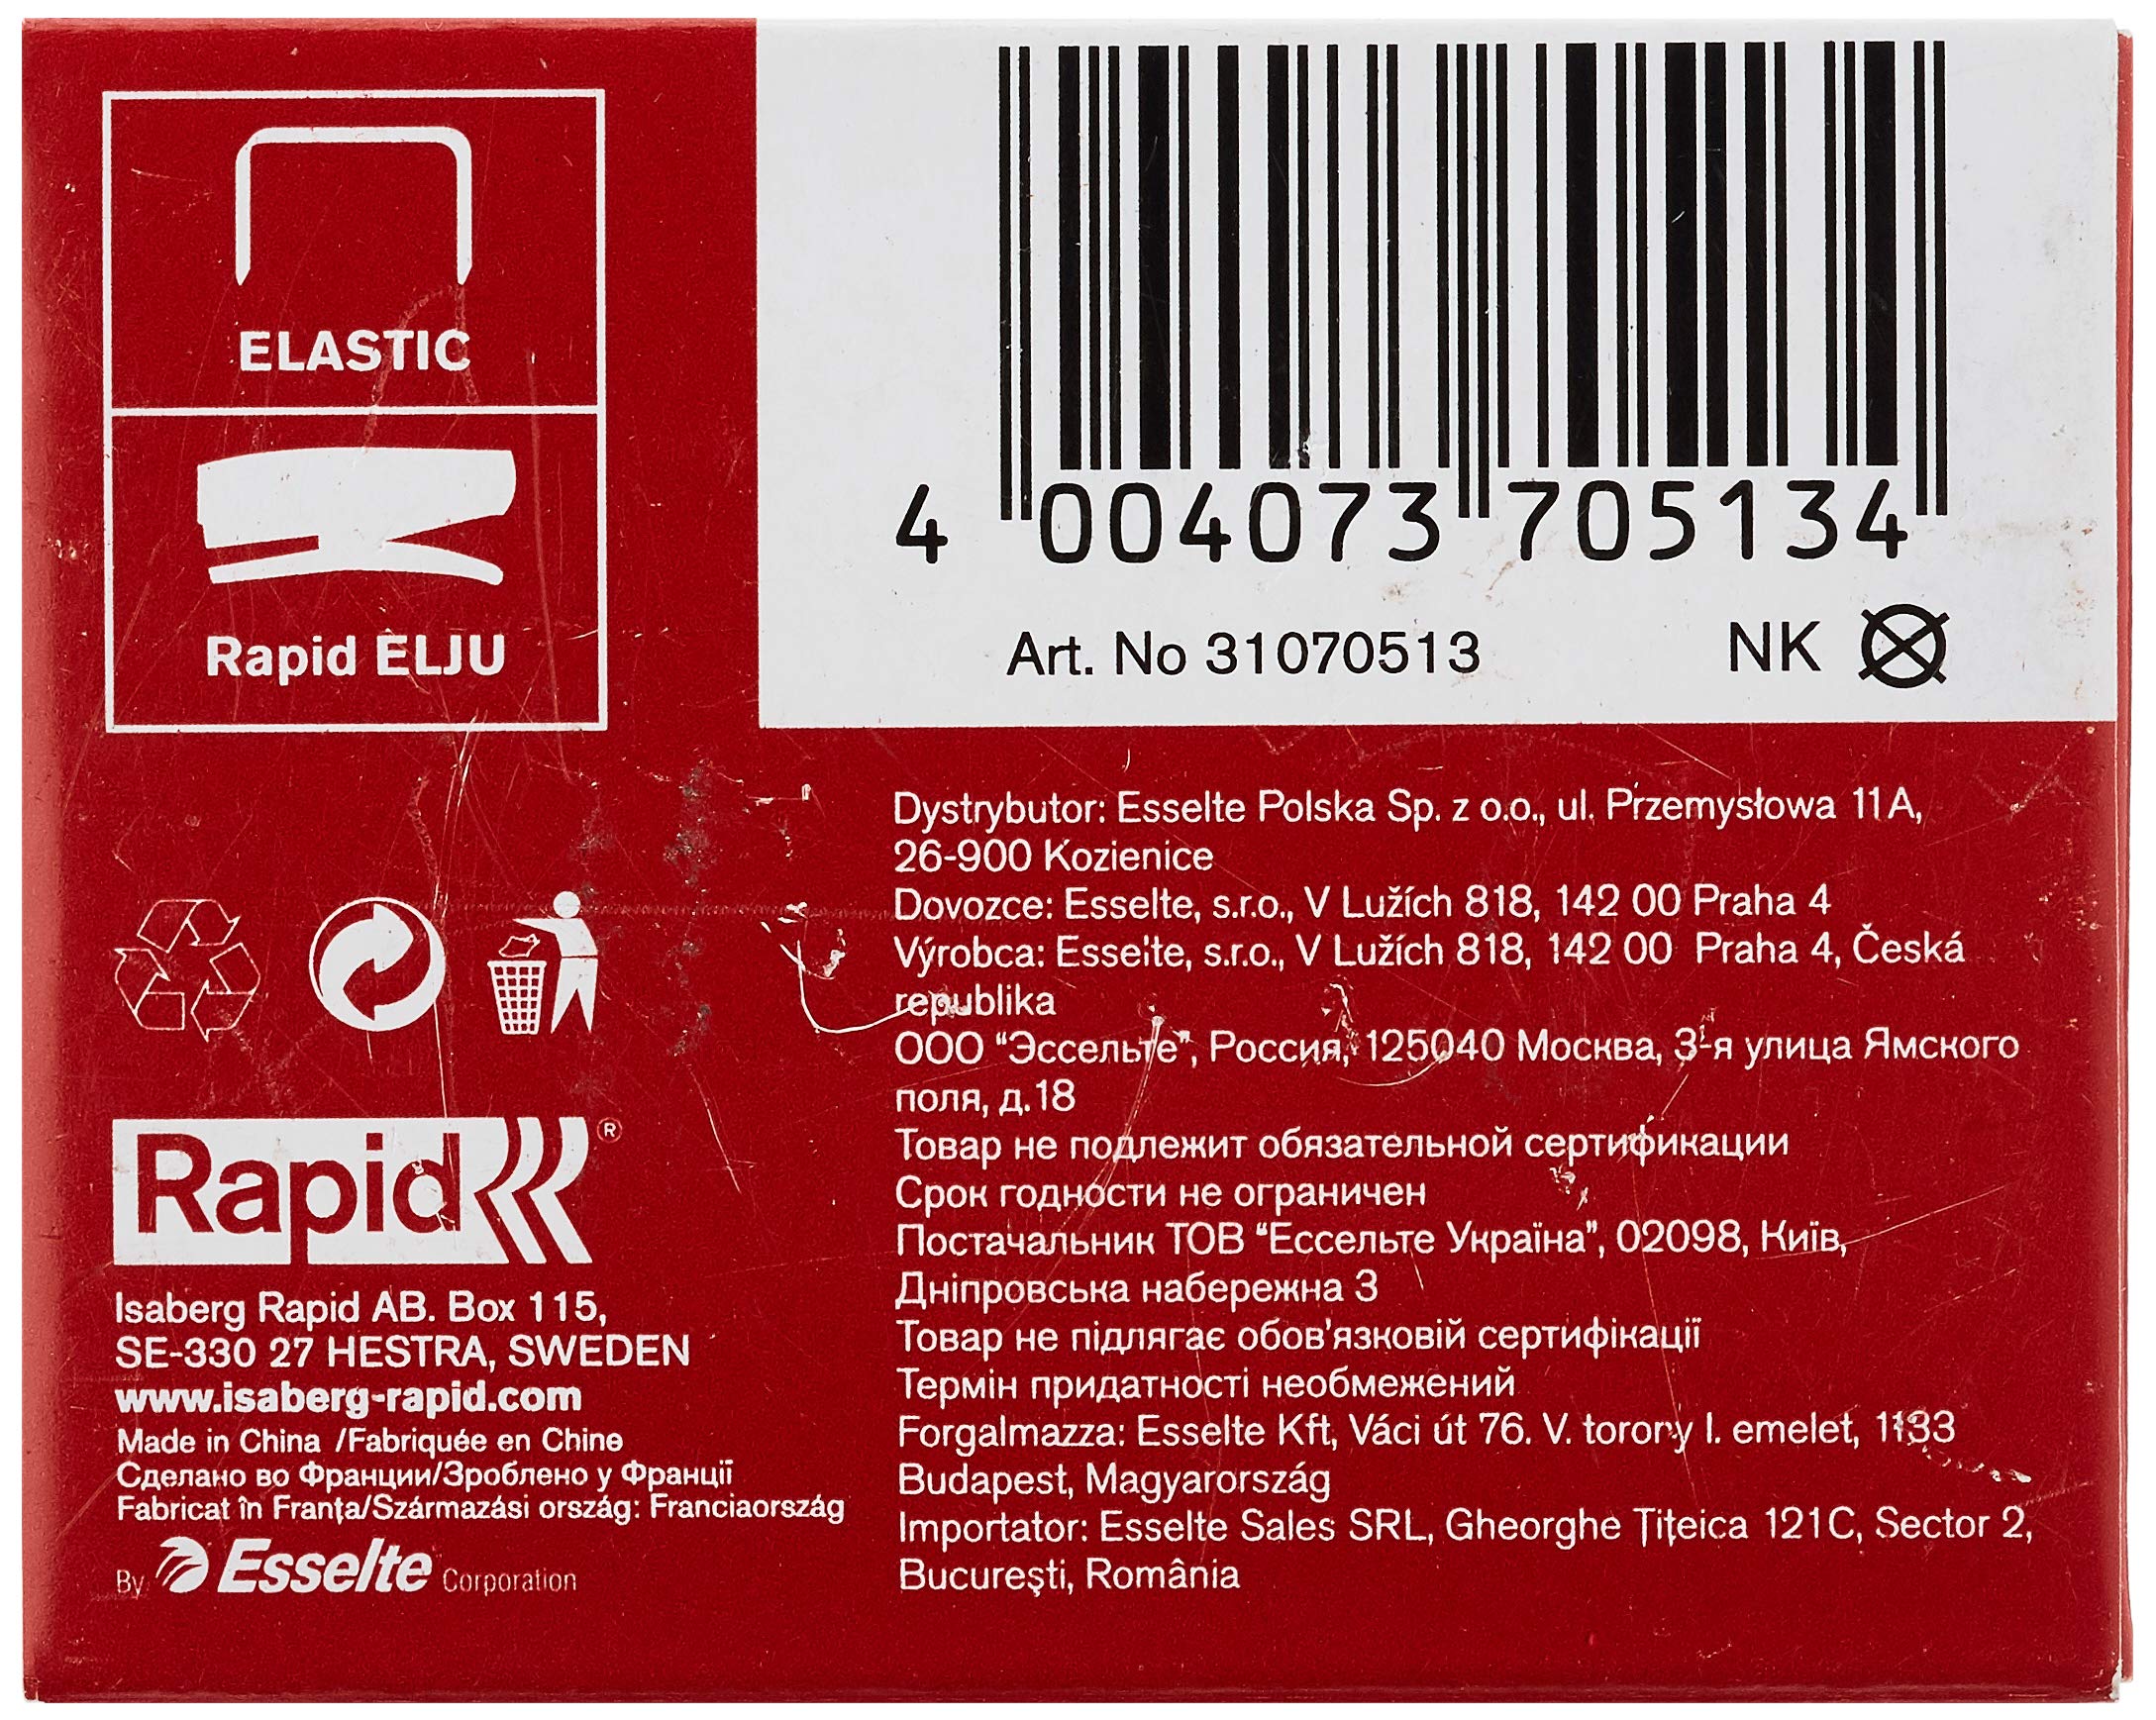 ELASTIC
Rapid ELJU
4 004073 705134
Art. No 31070513 NK
Dystrybutor: Esselte Polska Sp. z o.o., ul. Przemysłowa 11A,
26-900 Kozienice
Dovozce: Esselte, s.r.o., V Lužích 818, 142 00 Praha 4
Výrobca: Esselte, s.r.o., V Lužích 818, 142 00 Praha 4, Česká
republika
ООО "Эссельте", Россия, 125040 Москва, 3-я улица Ямского
поля, д.18
Товар не подлежит обязательной сертификации
Срок годности не ограничен
Постачальник ТОВ "Ессельте Україна", 02098, Київ,
Дніпровська набережна 3
Товар не підлягає обов'язковій сертифікації
Термін придатності необмежений
Forgalmazza: Esselte Kft, Váci út 76. V. torony I. emelet, 1133
Budapest, Magyarország
Importator: Esselte Sales SRL, Gheorghe Țițeica 121C, Sector 2,
București, România
Rapid ®
Isaberg Rapid AB. Box 115,
SE-330 27 HESTRA, SWEDEN
www.isaberg-rapid.com
Made in China /Fabriquée en Chine
Сделано во Франции/Зроблено у Франції
Fabricat în Franța/Származási ország: Franciaország
By Esselte Corporation